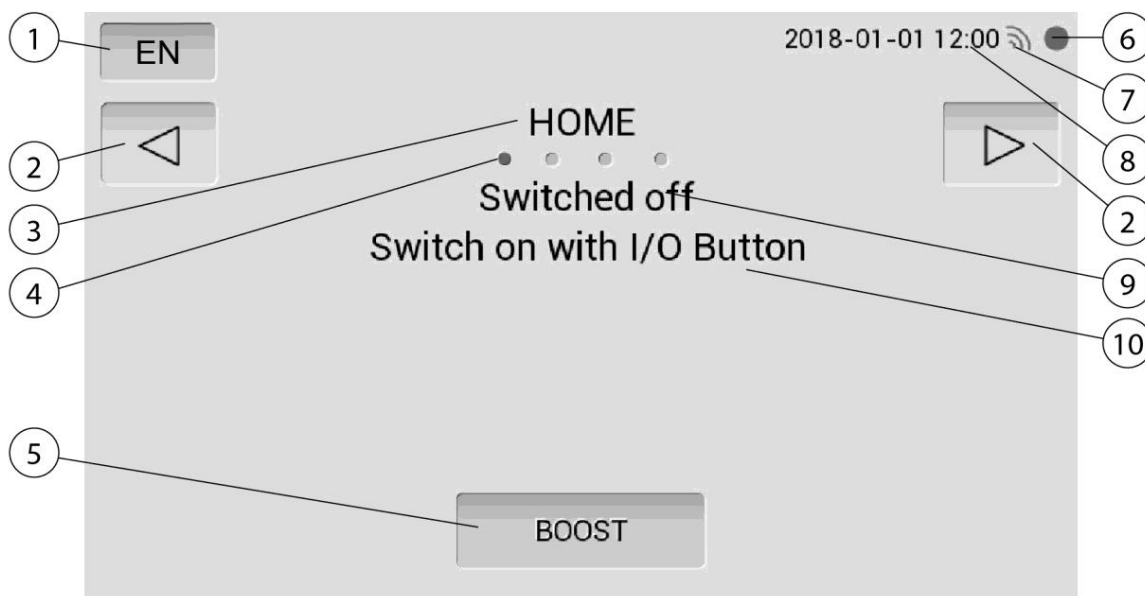 1
EN
2018-01-01 12:00
6
7
2
HOME
8
3
Switched off
2
4
Switch on with I/O Button
9
10
5
BOOST